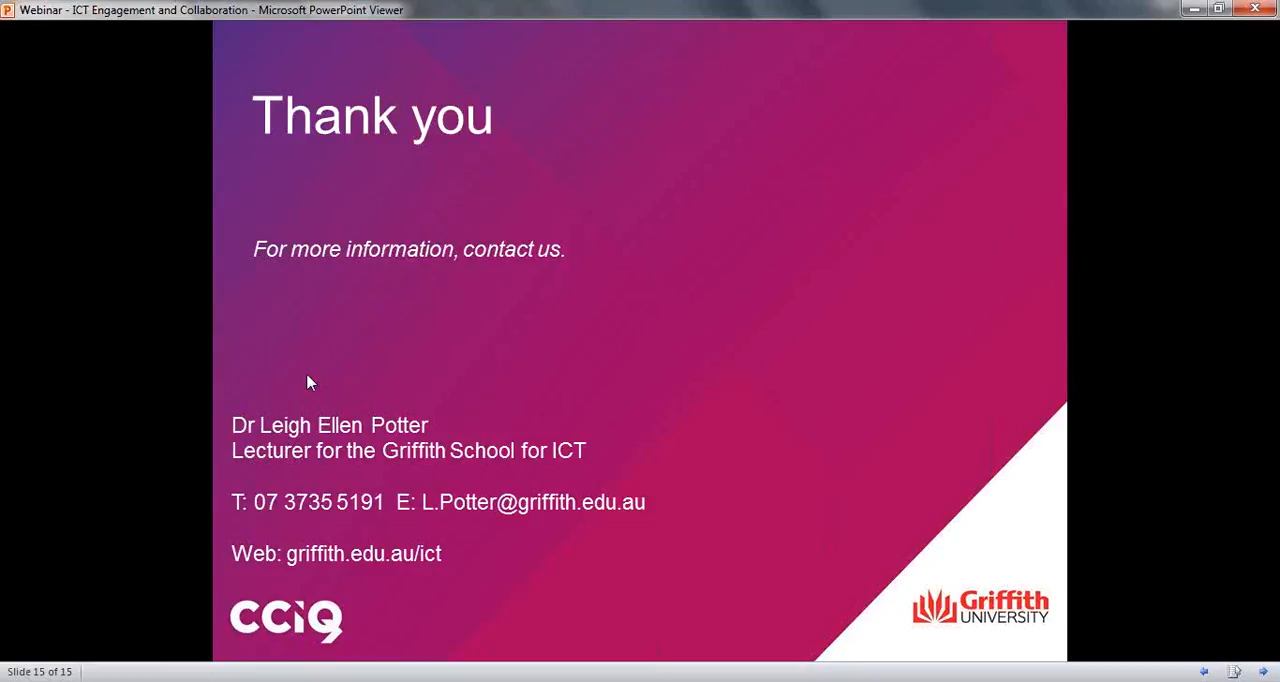 Webinar - ICT Engagement and Collaboration - Microsoft PowerPoint Viewer
Thank you
For more information, contact us.
Dr Leigh Ellen Potter
Lecturer for the Griffith School for ICT
T: 07 3735 5191 E: L.Potter@griffith.edu.au
Web: griffith.edu.au/ict
CCIQ
Griffith
UNIVERSITY
Slide 15 of 15